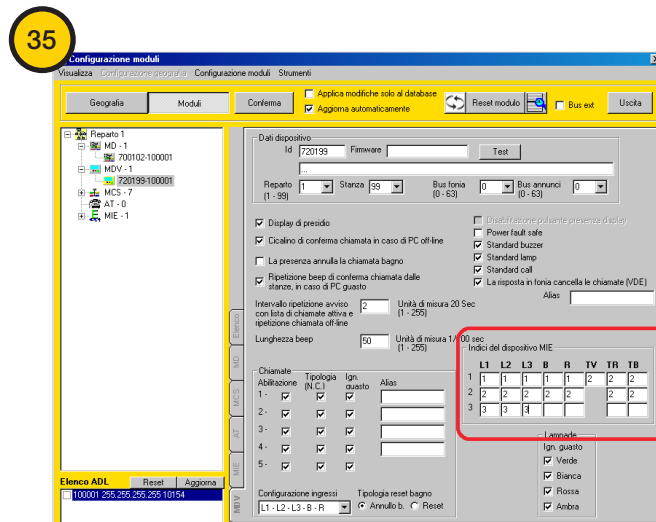 35
Configurazione moduli
Visualizza Configurazione geografia Configurazione moduli Strumenti
Geografia Moduli Conferma
Applica modifiche solo al database
Aggiorna automaticamente
Reset modulo Bus ext Uscita
Reparto 1
MD - 1
700102-100001
MDV - 1
720199-100001
MCS - 7
AT - 0
MIE - 1
Dati dispositivo
Id 720199 Firmware Test
...
Reparto 1 Stanza 99 Bus fonia 0 Bus annunci 0
(1 - 99) (0 - 63) (0 - 63)
Display di presidio
Cicalino di conferma chiamata in caso di PC off-line
La presenza annulla la chiamata bagno
Ripetizione beep di conferma chiamata dalle
stanze, in caso di PC guasto
Disabilitazione pulsante presenza display
Power fault safe
Standard buzzer
Standard lamp
Standard call
La risposta in fonia cancella le chiamate (VDE)
Alias
Intervallo ripetizione avviso 2 Unità di misura 20 Sec
con lista di chiamate attiva e (1 - 255)
ripetizione chiamata off-line
Lunghezza beep 50 Unità di misura 1/100 sec
(1 - 255)
Indici del dispositivo MIE
L1 L2 L3 B R TV TR TB
1 1 1 1 1 1 2 2 2
2 2 2 2 2 2 2 2
3 3 3 3
Chiamate
Abilitazione Tipologia (N.C.) Ign. guasto Alias
1 -
2 -
3 -
4 -
5 -
Configurazione ingressi Tipologia reset bagno
L1 - L2 - L3 - B - R Annullo b. Reset
Lampade
Ign. guasto
Verde
Bianca
Rossa
Ambra
Elenco
MD
MCS
AT
MIE
MDV
Elenco ADL Reset Aggiorna
100001 255.255.255.255 10154